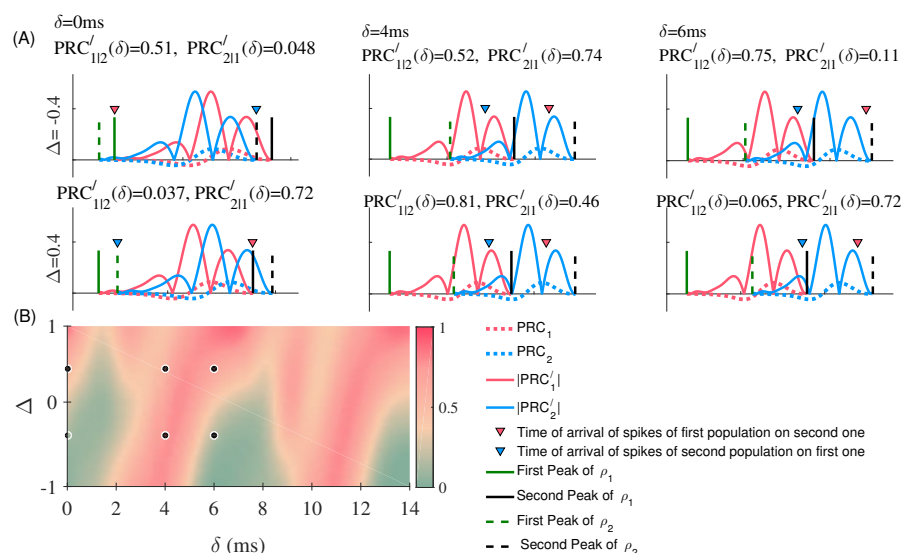 (A)
δ=0ms
PRC′1|2(δ)=0.51, PRC′2|1(δ)=0.048
δ=4ms
PRC′1|2(δ)=0.52, PRC′2|1(δ)=0.74
δ=6ms
PRC′1|2(δ)=0.75, PRC′2|1(δ)=0.11
Δ= -0.4
PRC′1|2(δ)=0.037, PRC′2|1(δ)=0.72
PRC′1|2(δ)=0.81, PRC′2|1(δ)=0.46
PRC′1|2(δ)=0.065, PRC′2|1(δ)=0.72
Δ=0.4
(B)
1
0
-1
Δ
0 2 4 6 8 10 12 14
δ (ms)
1
0.5
0
PRC1
PRC2
|PRC′1|
|PRC′2|
Time of arrival of spikes of first population on second one
Time of arrival of spikes of second population on first one
First Peak of ρ1
Second Peak of ρ1
First Peak of ρ2
Second Peak of